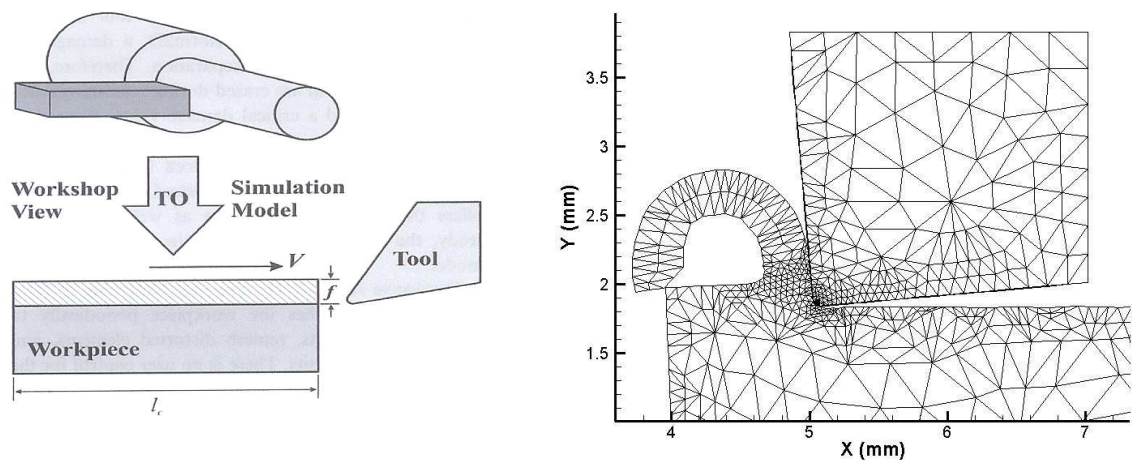 Workshop
View
TO
Simulation
Model
V
f
Tool
Workpiece
Y (mm)
3.5
3
2.5
2
1.5
4
5
6
7
X (mm)